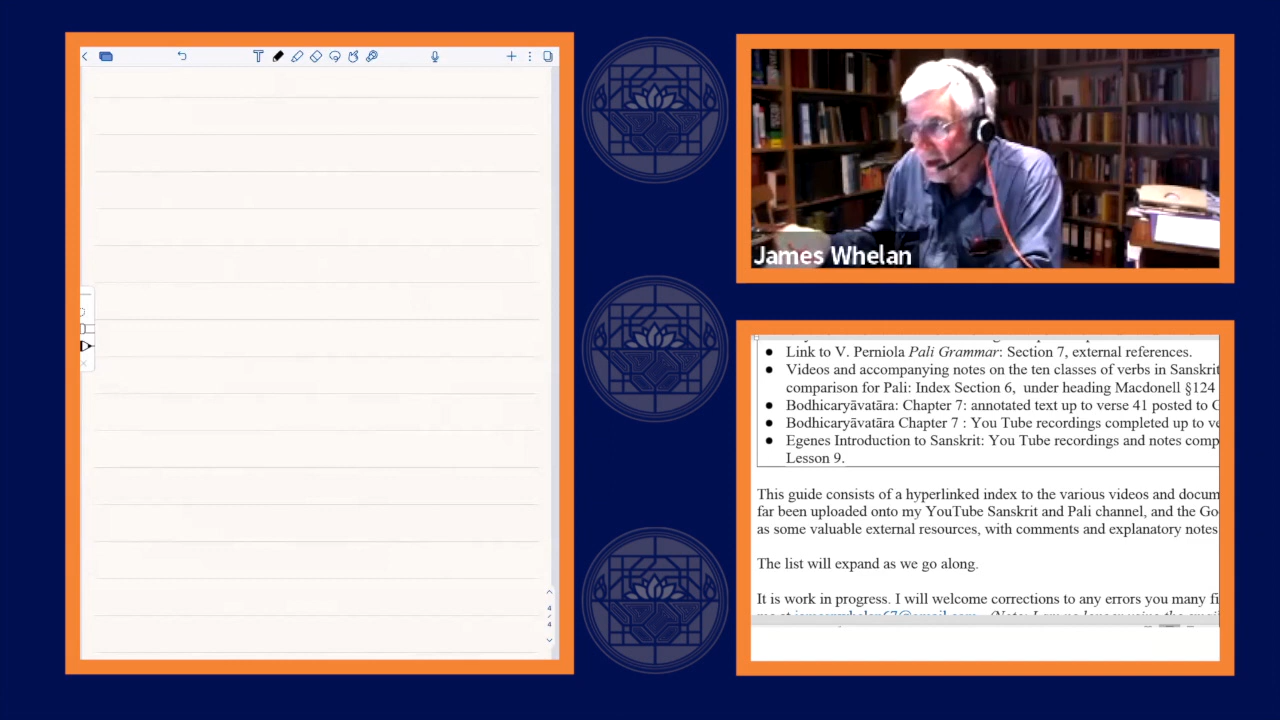 James Whelan
● Link to V. Perniola Pali Grammar: Section 7, external references.
● Videos and accompanying notes on the ten classes of verbs in Sanskrit
comparison for Pali: Index Section 6, under heading Macdonell §124
● Bodhicaryāvatāra: Chapter 7: annotated text up to verse 41 posted to
● Bodhicaryāvatāra Chapter 7 : You Tube recordings completed up to
● Egenes Introduction to Sanskrit: You Tube recordings and notes
Lesson 9.
This guide consists of a hyperlinked index to the various videos and
far been uploaded onto my YouTube Sanskrit and Pali channel, and the
as some valuable external resources, with comments and explanatory notes
The list will expand as we go along.
It is work in progress. I will welcome corrections to any errors you many
4
4